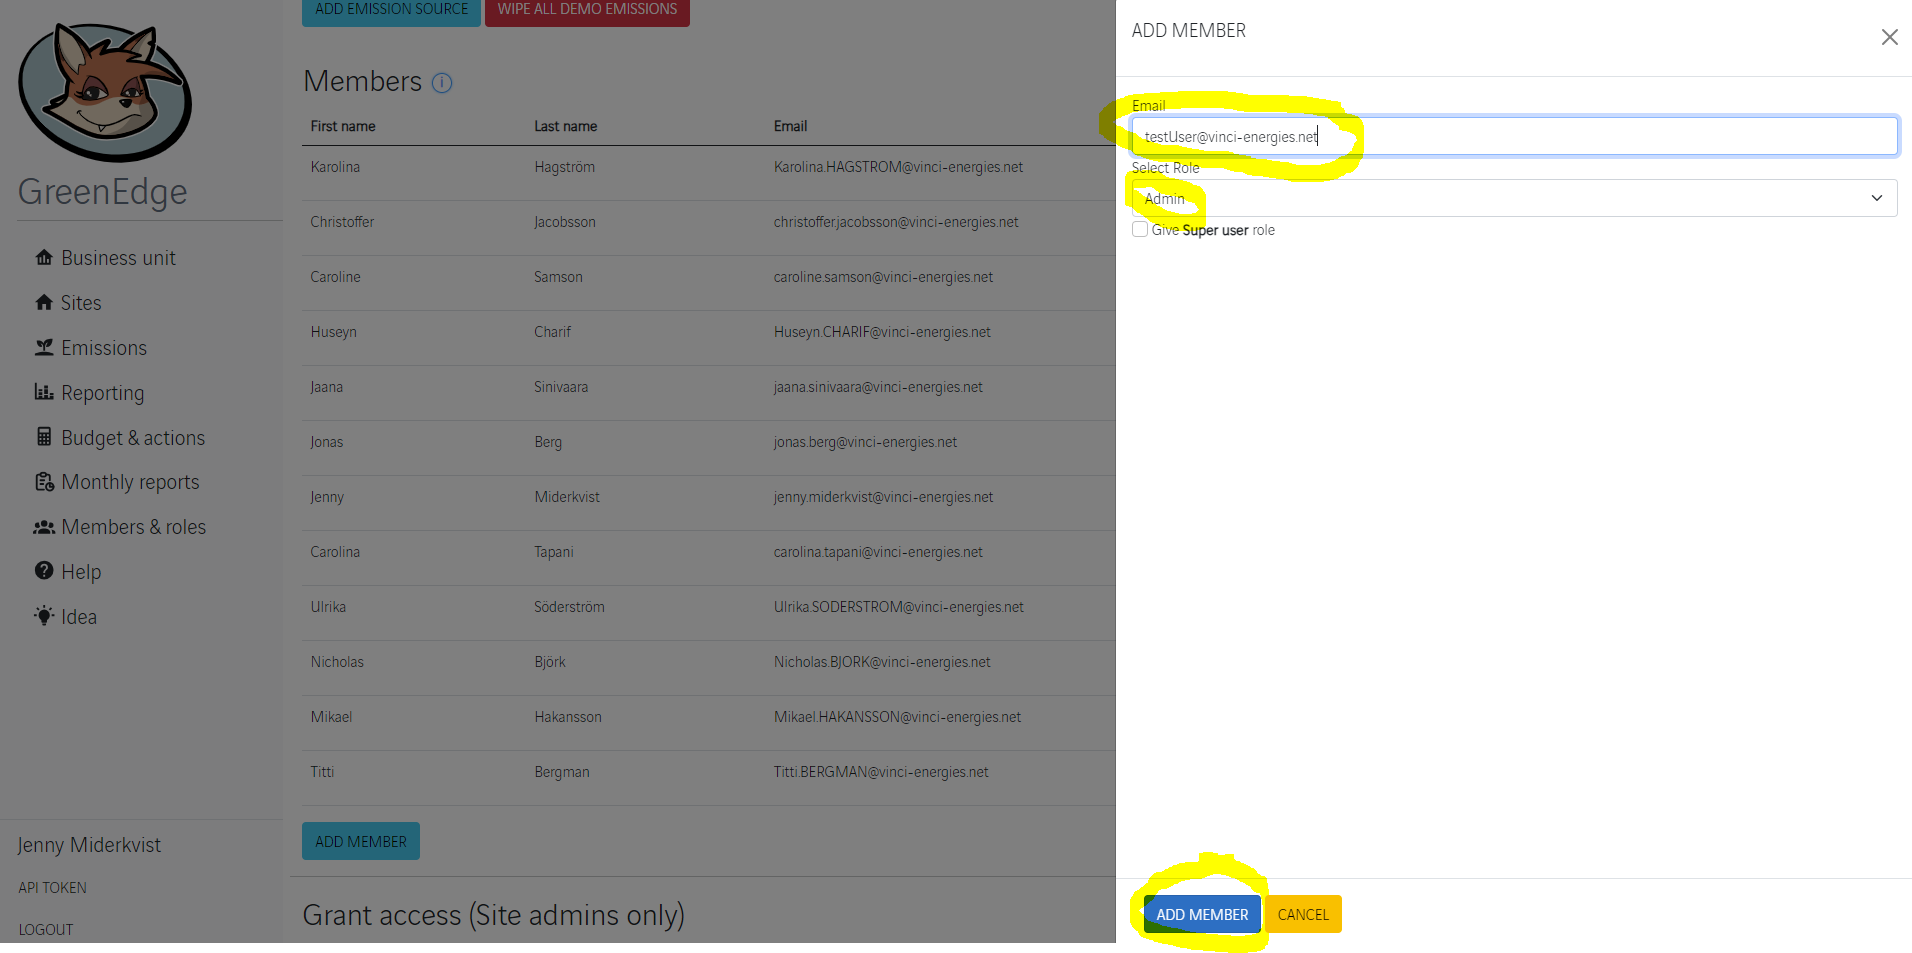 GreenEdge
Business unit
Sites
Emissions
Reporting
Budget & actions
Monthly reports
Members & roles
Help
Idea
Jenny Miderkvist
API TOKEN
LOGOUT
ADD EMISSION SOURCE WIPE ALL DEMO EMISSIONS
Members
First name Last name Email
Karolina Hagström Karolina.HAGSTROM@vinci-energies.net
Christoffer Jacobsson christoffer.jacobsson@vinci-energies.net
Caroline Samson caroline.samson@vinci-energies.net
Huseyn Charif Huseyn.CHARIF@vinci-energies.net
Jaana Sinivaara jaana.sinivaara@vinci-energies.net
Jonas Berg jonas.berg@vinci-energies.net
Jenny Miderkvist jenny.miderkvist@vinci-energies.net
Carolina Tapani carolina.tapani@vinci-energies.net
Ulrika Söderström Ulrika.SODERSTROM@vinci-energies.net
Nicholas Björk Nicholas.BJORK@vinci-energies.net
Mikael Hakansson Mikael.HAKANSSON@vinci-energies.net
Titti Bergman Titti.BERGMAN@vinci-energies.net
ADD MEMBER
Grant access (Site admins only)
ADD MEMBER
Email
testUser@vinci-energies.net
Select Role
Admin
Give Super user role
ADD MEMBER CANCEL